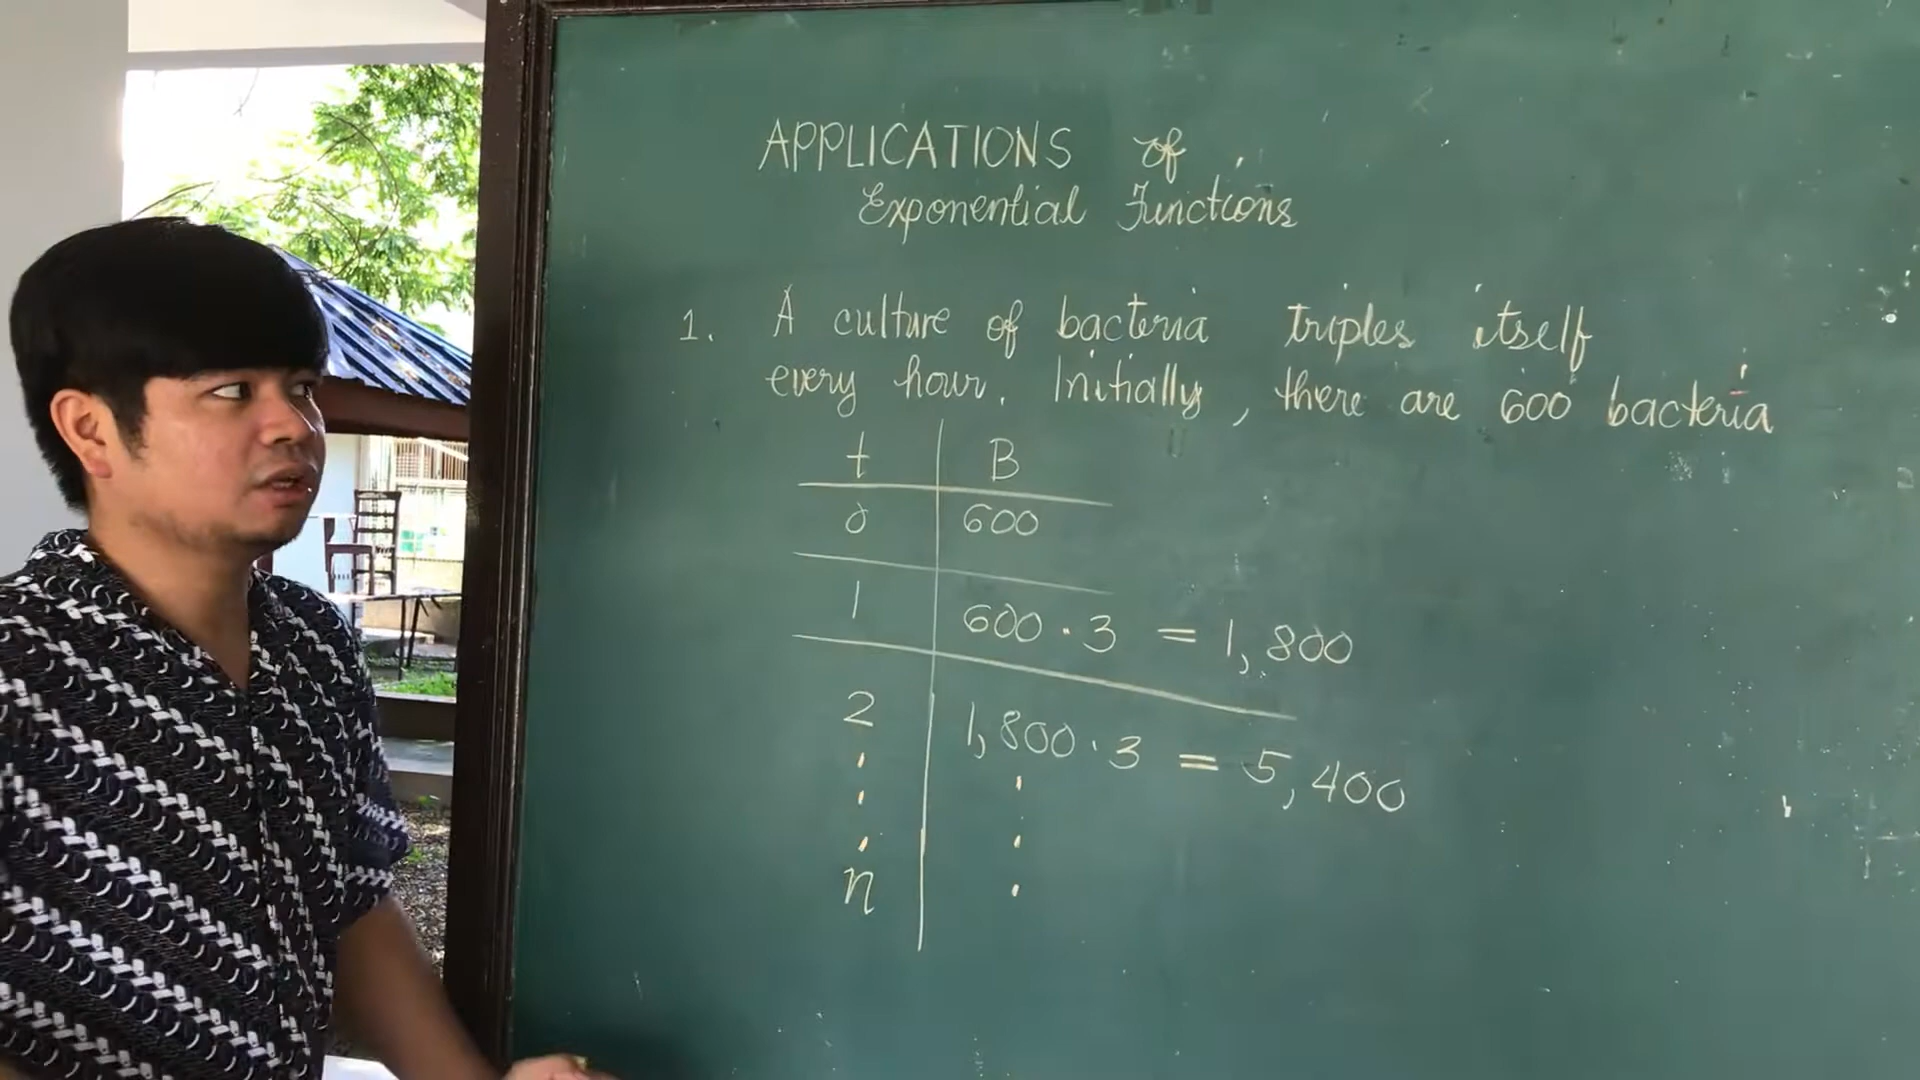 APPLICATIONS of
Exponential Functions
1. A culture of bacteria triples itself
every hour. Initially, there are 600 bacteria
t B
0 600
1 600 · 3 = 1,800
2 1,800 · 3 = 5,400
n